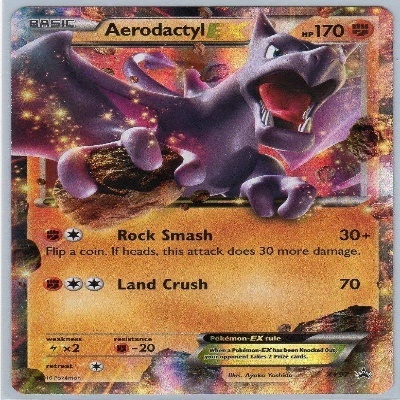 BASIC
Aerodactyl EX HP170
Rock Smash 30+
Flip a coin. If heads, this attack does 30 more damage.
Land Crush 70
weakness resistance
×2 -20
retreat
Pokémon-EX rule
When a Pokémon-EX has been Knocked Out,
your opponent takes 2 Prize cards.
Illus. Ayaka Yoshida
Pokémon